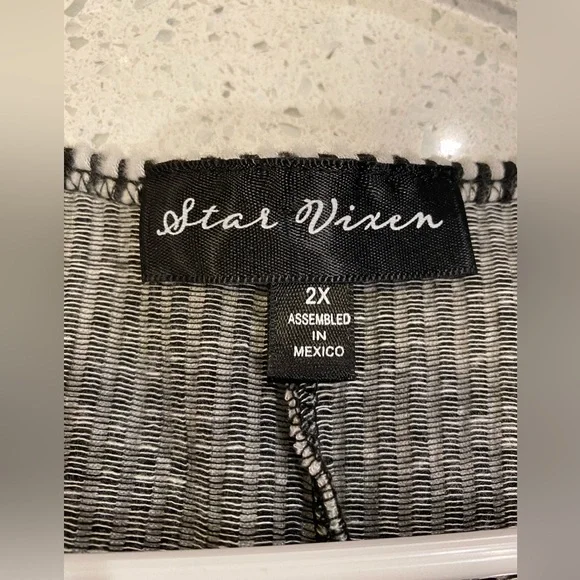 Star Vixen
2X
ASSEMBLED
IN
MEXICO